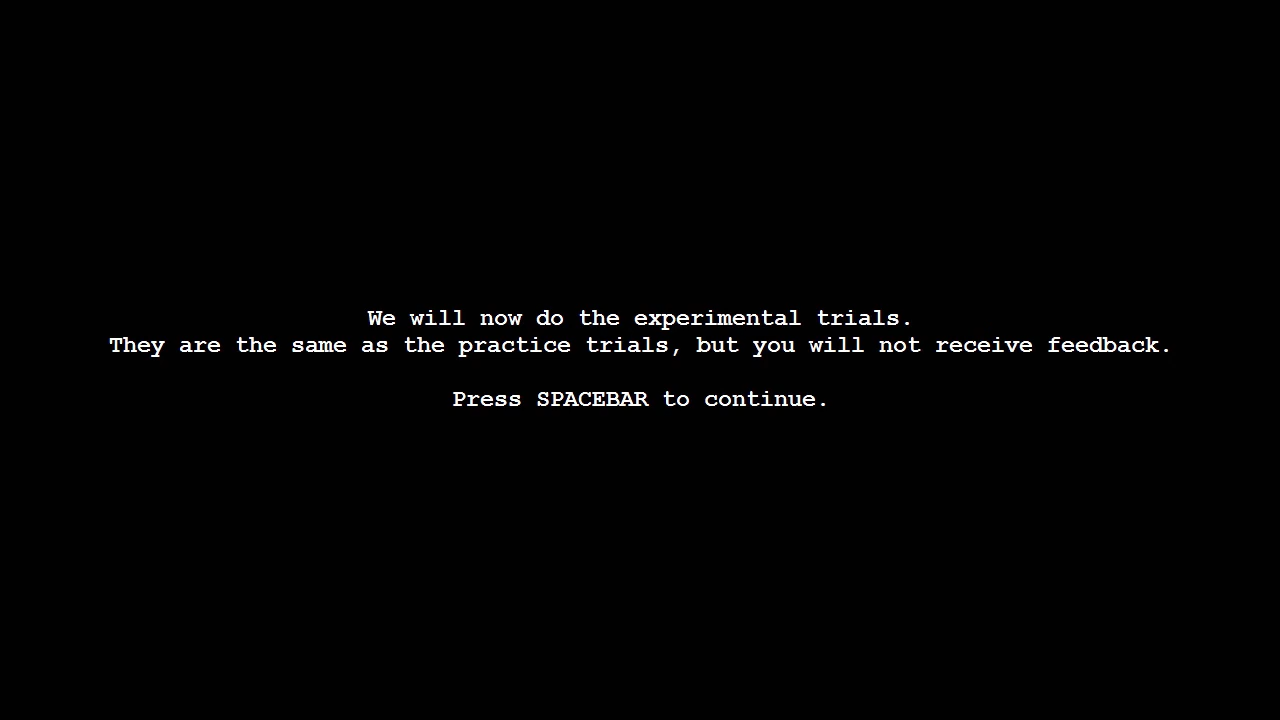 We will now do the experimental trials.
They are the same as the practice trials, but you will not receive feedback.
Press SPACEBAR to continue.